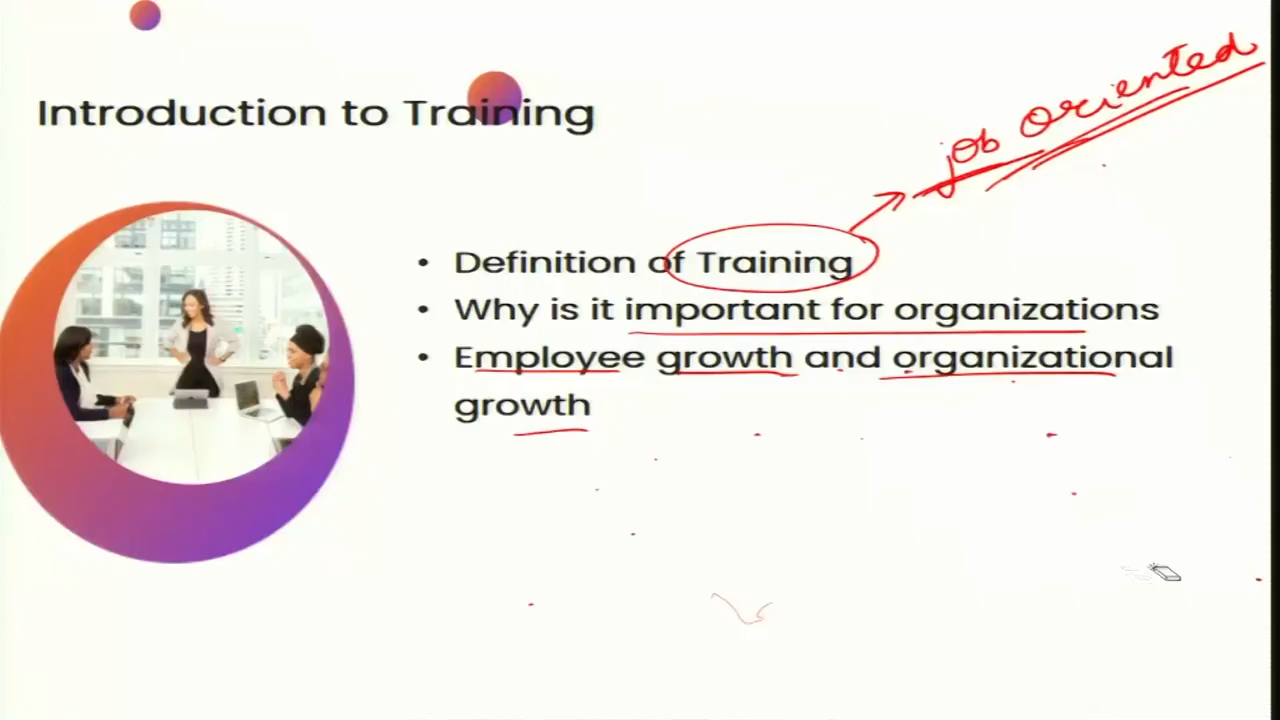 job oriented
Introduction to Training
• Definition of Training
• Why is it important for organizations
• Employee growth and organizational
growth